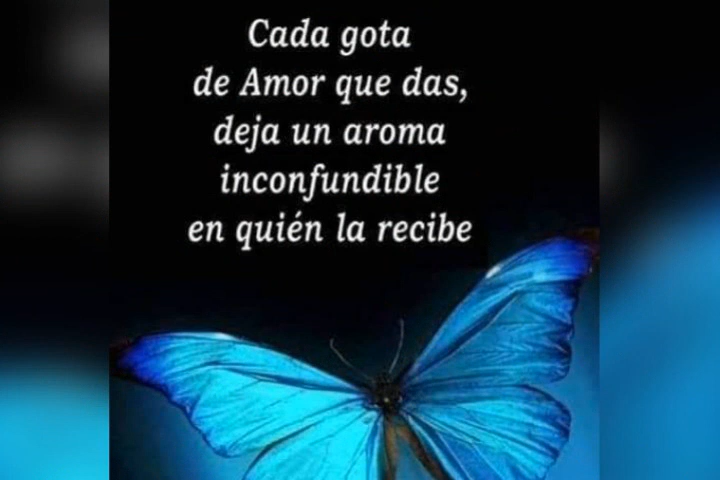 Cada gota
de Amor que das,
deja un aroma
inconfundible
en quién la recibe